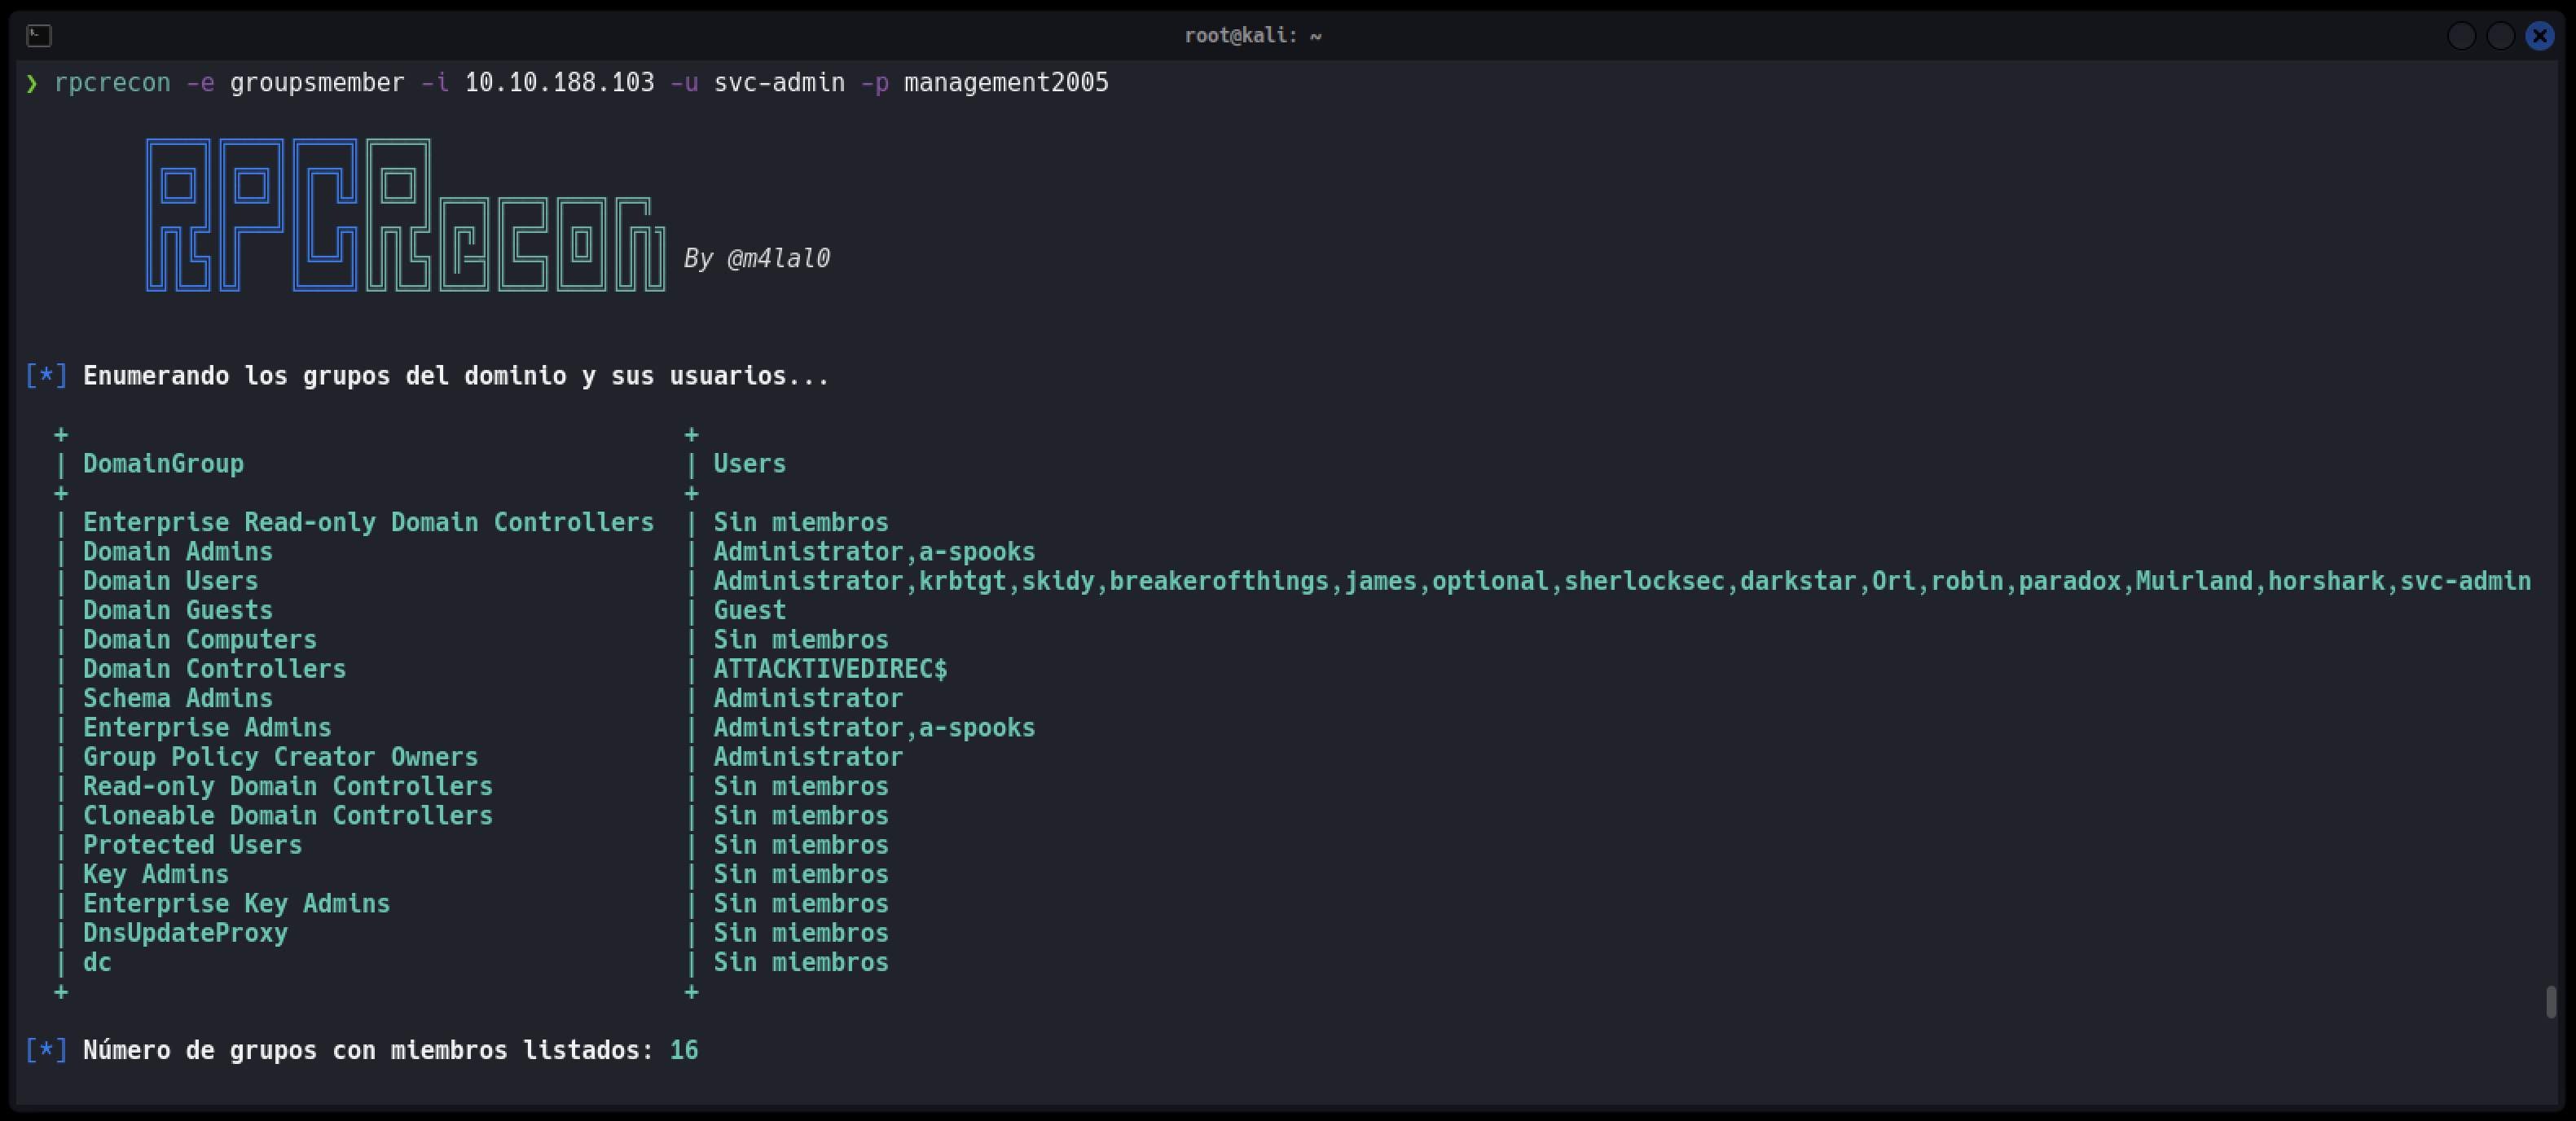 root@kali: ~
❯ rpcrecon -e groupsmember -i 10.10.188.103 -u svc-admin -p management2005
RPCRecon By @m4lal0
[*] Enumerando los grupos del dominio y sus usuarios...
+ +
| DomainGroup | Users
+ +
| Enterprise Read-only Domain Controllers | Sin miembros
| Domain Admins | Administrator,a-spooks
| Domain Users | Administrator,krbtgt,skidy,breakerofthings,james,optional,sherlocksec,darkstar,Ori,robin,paradox,Muirland,horshark,svc-admin
| Domain Guests | Guest
| Domain Computers | Sin miembros
| Domain Controllers | ATTACKTIVEDIREC$
| Schema Admins | Administrator
| Enterprise Admins | Administrator,a-spooks
| Group Policy Creator Owners | Administrator
| Read-only Domain Controllers | Sin miembros
| Cloneable Domain Controllers | Sin miembros
| Protected Users | Sin miembros
| Key Admins | Sin miembros
| Enterprise Key Admins | Sin miembros
| DnsUpdateProxy | Sin miembros
| dc | Sin miembros
+ +
[*] Número de grupos con miembros listados: 16